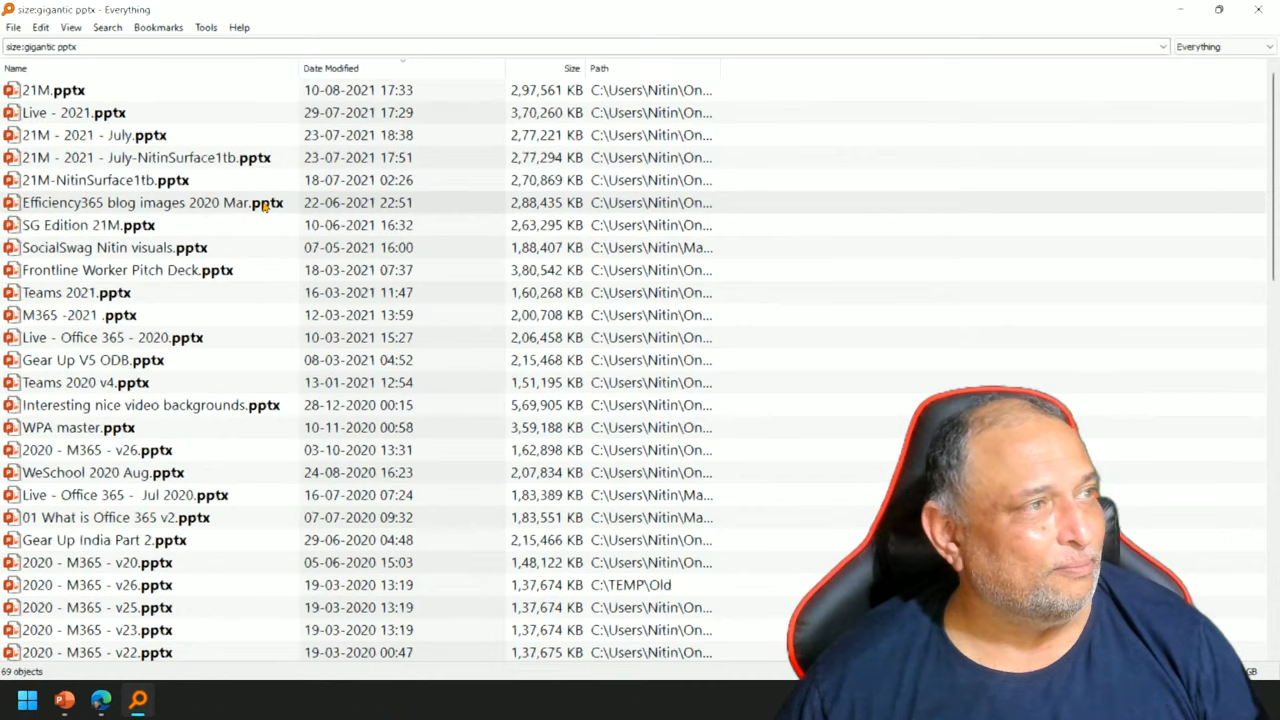 size:gigantic pptx - Everything
File Edit View Search Bookmarks Tools Help
size:gigantic pptx Everything
Name Date Modified Size Path
21M.pptx 10-08-2021 17:33 2,97,561 KB C:\Users\Nitin\On...
Live - 2021.pptx 29-07-2021 17:29 3,70,260 KB C:\Users\Nitin\On...
21M - 2021 - July.pptx 23-07-2021 18:38 2,77,221 KB C:\Users\Nitin\On...
21M - 2021 - July-NitinSurface1tb.pptx 23-07-2021 17:51 2,77,294 KB C:\Users\Nitin\On...
21M-NitinSurface1tb.pptx 18-07-2021 02:26 2,70,869 KB C:\Users\Nitin\On...
Efficiency365 blog images 2020 Mar.pptx 22-06-2021 22:51 2,88,435 KB C:\Users\Nitin\On...
SG Edition 21M.pptx 10-06-2021 16:32 2,63,295 KB C:\Users\Nitin\On...
SocialSwag Nitin visuals.pptx 07-05-2021 16:00 1,88,407 KB C:\Users\Nitin\Ma...
Frontline Worker Pitch Deck.pptx 18-03-2021 07:37 3,80,542 KB C:\Users\Nitin\On...
Teams 2021.pptx 16-03-2021 11:47 1,60,268 KB C:\Users\Nitin\On...
M365 -2021 .pptx 12-03-2021 13:59 2,00,708 KB C:\Users\Nitin\On...
Live - Office 365 - 2020.pptx 10-03-2021 15:27 2,06,458 KB C:\Users\Nitin\On...
Gear Up V5 ODB.pptx 08-03-2021 04:52 2,15,468 KB C:\Users\Nitin\On...
Teams 2020 v4.pptx 13-01-2021 12:54 1,51,195 KB C:\Users\Nitin\On...
Interesting nice video backgrounds.pptx 28-12-2020 00:15 5,69,905 KB C:\Users\Nitin\On...
WPA master.pptx 10-11-2020 00:58 3,59,188 KB C:\Users\Nitin\On...
2020 - M365 - v26.pptx 03-10-2020 13:31 1,62,898 KB C:\Users\Nitin\On...
WeSchool 2020 Aug.pptx 24-08-2020 16:23 2,07,834 KB C:\Users\Nitin\On...
Live - Office 365 - Jul 2020.pptx 16-07-2020 07:24 1,83,389 KB C:\Users\Nitin\Ma...
01 What is Office 365 v2.pptx 07-07-2020 09:32 1,83,551 KB C:\Users\Nitin\Ma...
Gear Up India Part 2.pptx 29-06-2020 04:48 2,15,466 KB C:\Users\Nitin\On...
2020 - M365 - v20.pptx 05-06-2020 15:03 1,48,122 KB C:\Users\Nitin\On...
2020 - M365 - v26.pptx 19-03-2020 13:19 1,37,674 KB C:\TEMP\Old
2020 - M365 - v25.pptx 19-03-2020 13:19 1,37,674 KB C:\Users\Nitin\On...
2020 - M365 - v23.pptx 19-03-2020 13:19 1,37,674 KB C:\Users\Nitin\On...
2020 - M365 - v22.pptx 19-03-2020 00:47 1,37,675 KB C:\Users\Nitin\On...
69 objects GB